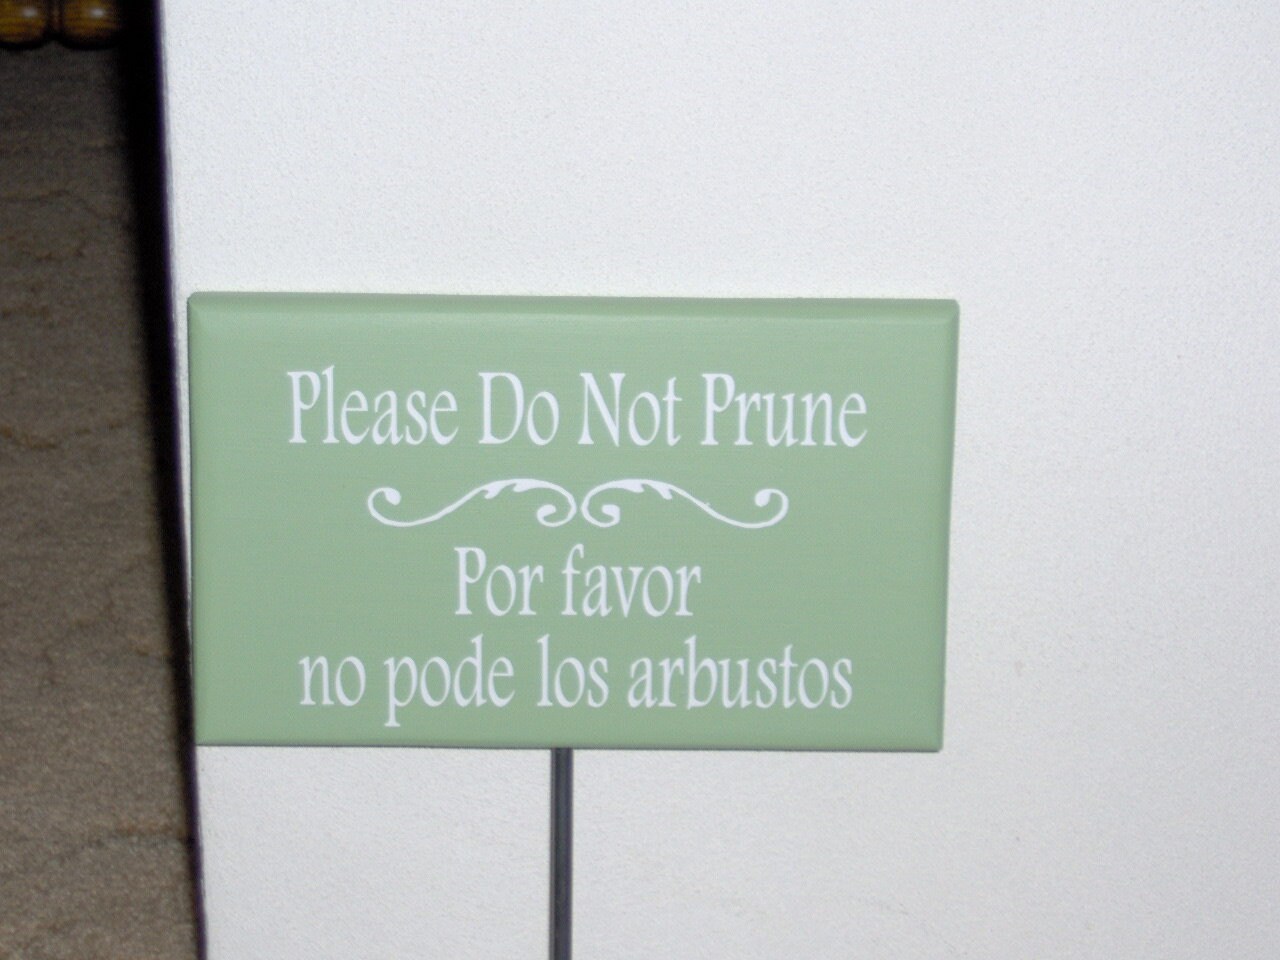 Please Do Not Prune
Por favor
no pode los arbustos